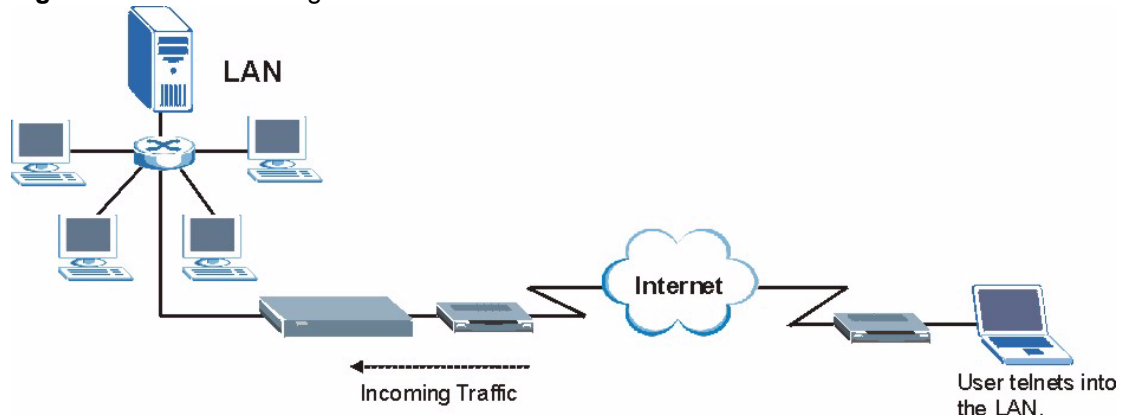 LAN
Internet
Incoming Traffic
User telnets into
the LAN.